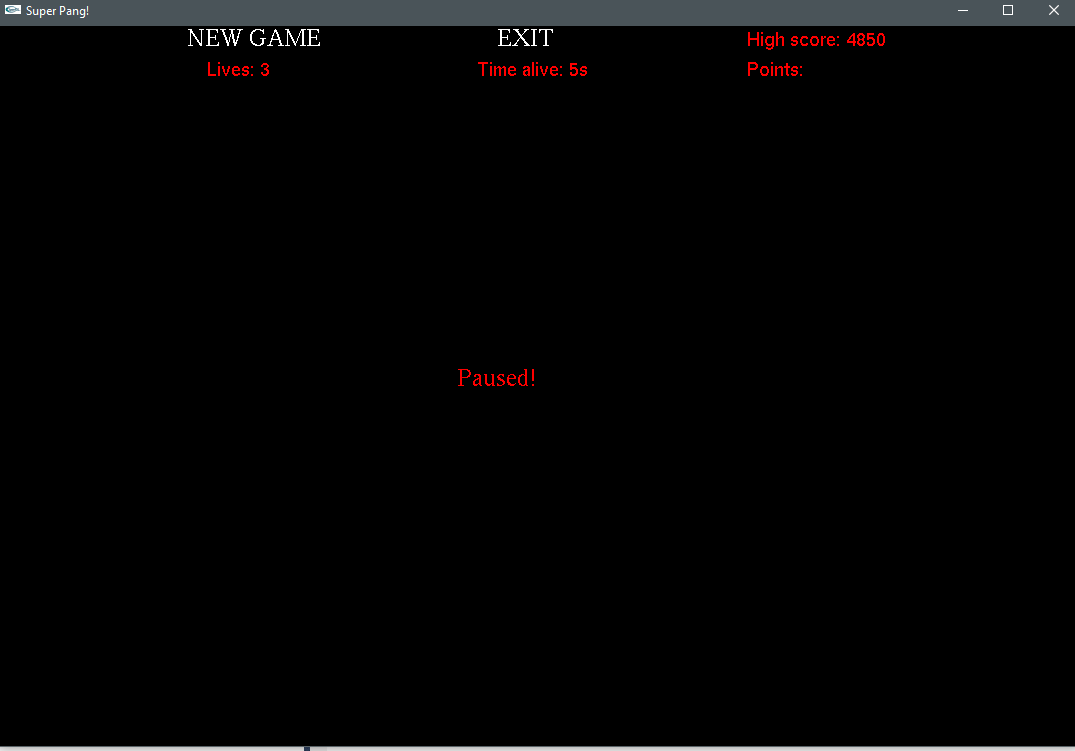 Super Pang!
NEW GAME EXIT High score: 4850
Lives: 3 Time alive: 5s Points:
Paused!